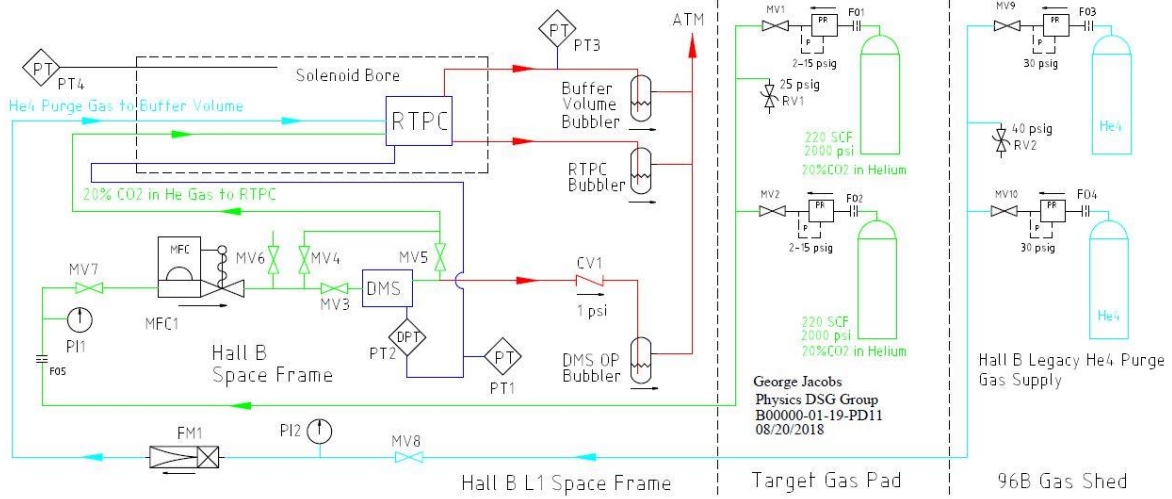 ATM
PT
PT4
Solenoid Bore
PT
PT3
He4 Purge Gas to Buffer Volume
RTPC
Buffer
Volume
Bubbler
RTPC
Bubbler
20% CO2 in He Gas to RTPC
MV7
MFC
MFC1
MV6
MV4
MV3
DMS
MV5
CV1
1 psi
DPT
PT2
PT
PT1
DMS OP
Bubbler
PI1
FO5
Hall B
Space Frame
FM1
PI2
MV8
Hall B L1 Space Frame
MV1
PR
FO1
P
2-15 psig
25 psig
RV1
220 SCF
2000 psi
20%CO2 in Helium
MV2
PR
FO2
P
2-15 psig
220 SCF
2000 psi
20%CO2 in Helium
George Jacobs
Physics DSG Group
B00000-01-19-PD11
08/20/2018
Target Gas Pad
MV9
PR
FO3
P
30 psig
He4
40 psig
RV2
MV10
PR
FO4
P
30 psig
He4
Hall B Legacy He4 Purge
Gas Supply
96B Gas Shed